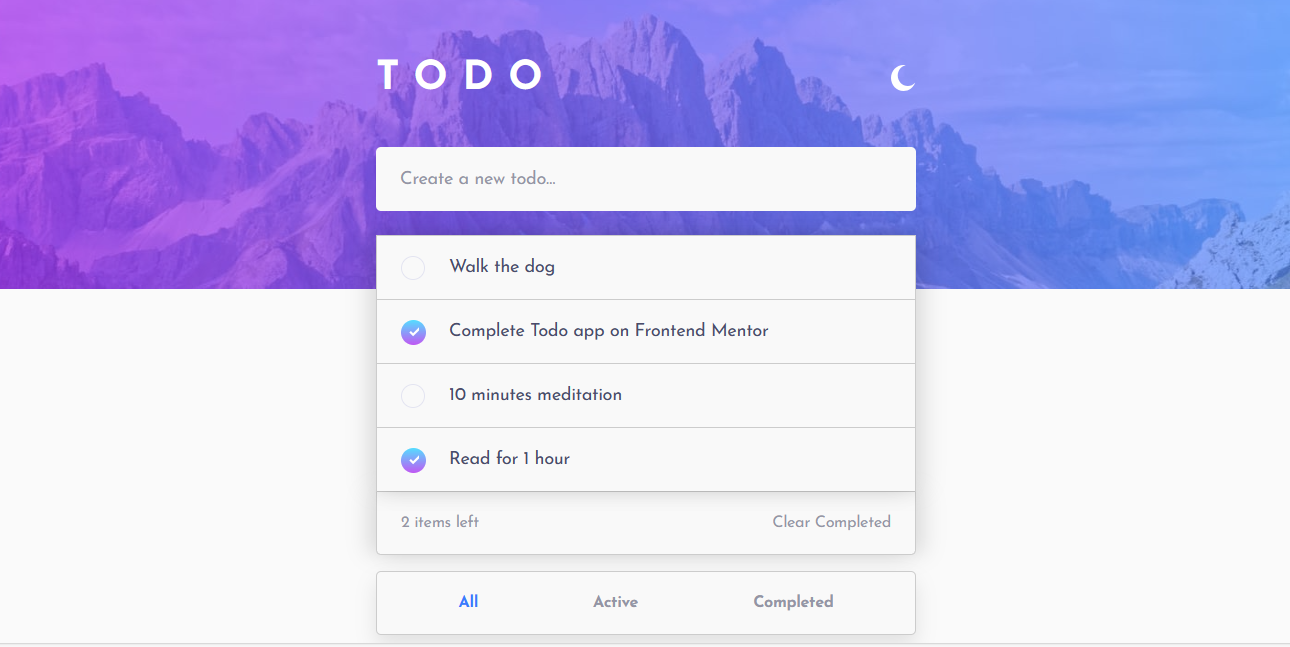 TODO
Create a new todo...
Walk the dog
Complete Todo app on Frontend Mentor
10 minutes meditation
Read for 1 hour
2 items left Clear Completed
All Active Completed